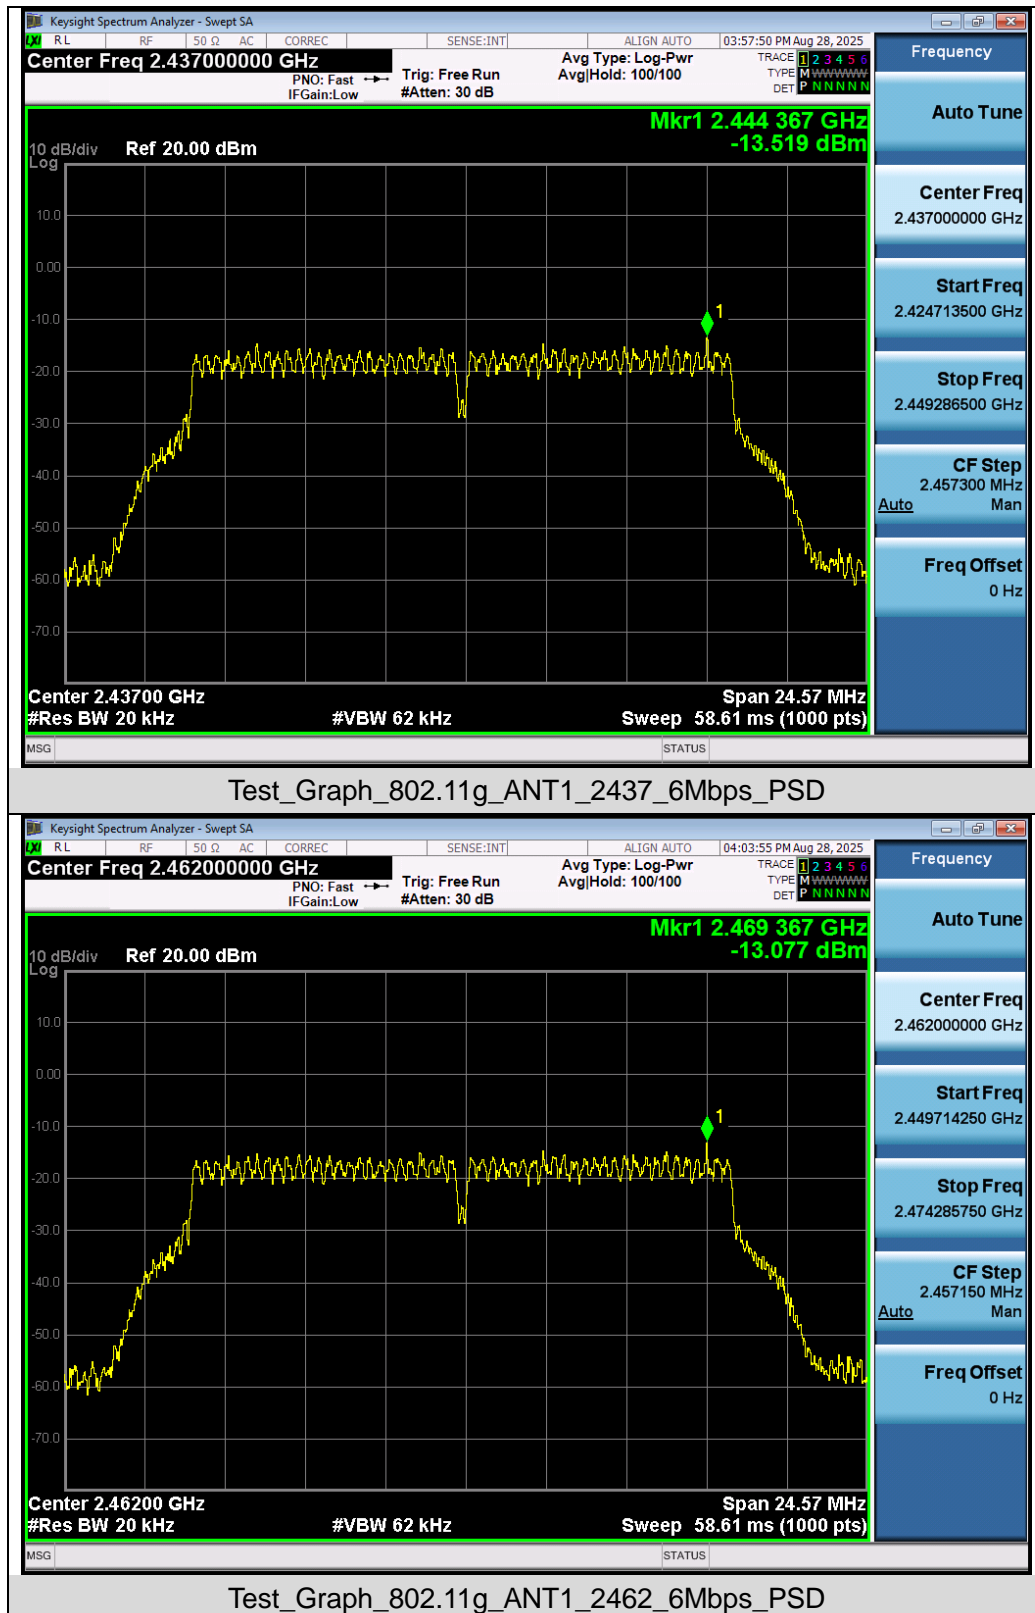 Keysight Spectrum Analyzer - Swept SA
LXI RL RF 50 Ω AC CORREC SENSE:INT ALIGN AUTO 03:57:50 PM Aug 28, 2025
Center Freq 2.437000000 GHz
PNO: Fast
IFGain:Low
Trig: Free Run
#Atten: 30 dB
Avg Type: Log-Pwr
Avg|Hold: 100/100
TRACE 1 2 3 4 5 6
TYPE M WWWWW
DET P N N N N N
Mkr1 2.444 367 GHz
-13.519 dBm
10 dB/div Ref 20.00 dBm
Log
10.0
0.00
-10.0
-20.0
-30.0
-40.0
-50.0
-60.0
-70.0
1
Center 2.43700 GHz Span 24.57 MHz
#Res BW 20 kHz #VBW 62 kHz Sweep 58.61 ms (1000 pts)
MSG STATUS
Frequency
Auto Tune
Center Freq
2.437000000 GHz
Start Freq
2.424713500 GHz
Stop Freq
2.449286500 GHz
CF Step
2.457300 MHz
Auto Man
Freq Offset
0 Hz
Test_Graph_802.11g_ANT1_2437_6Mbps_PSD
Keysight Spectrum Analyzer - Swept SA
LXI RL RF 50 Ω AC CORREC SENSE:INT ALIGN AUTO 04:03:55 PM Aug 28, 2025
Center Freq 2.462000000 GHz
PNO: Fast
IFGain:Low
Trig: Free Run
#Atten: 30 dB
Avg Type: Log-Pwr
Avg|Hold: 100/100
TRACE 1 2 3 4 5 6
TYPE M WWWWW
DET P N N N N N
Mkr1 2.469 367 GHz
-13.077 dBm
10 dB/div Ref 20.00 dBm
Log
10.0
0.00
-10.0
-20.0
-30.0
-40.0
-50.0
-60.0
-70.0
1
Center 2.46200 GHz Span 24.57 MHz
#Res BW 20 kHz #VBW 62 kHz Sweep 58.61 ms (1000 pts)
MSG STATUS
Frequency
Auto Tune
Center Freq
2.462000000 GHz
Start Freq
2.449714250 GHz
Stop Freq
2.474285750 GHz
CF Step
2.457150 MHz
Auto Man
Freq Offset
0 Hz
Test_Graph_802.11g_ANT1_2462_6Mbps_PSD